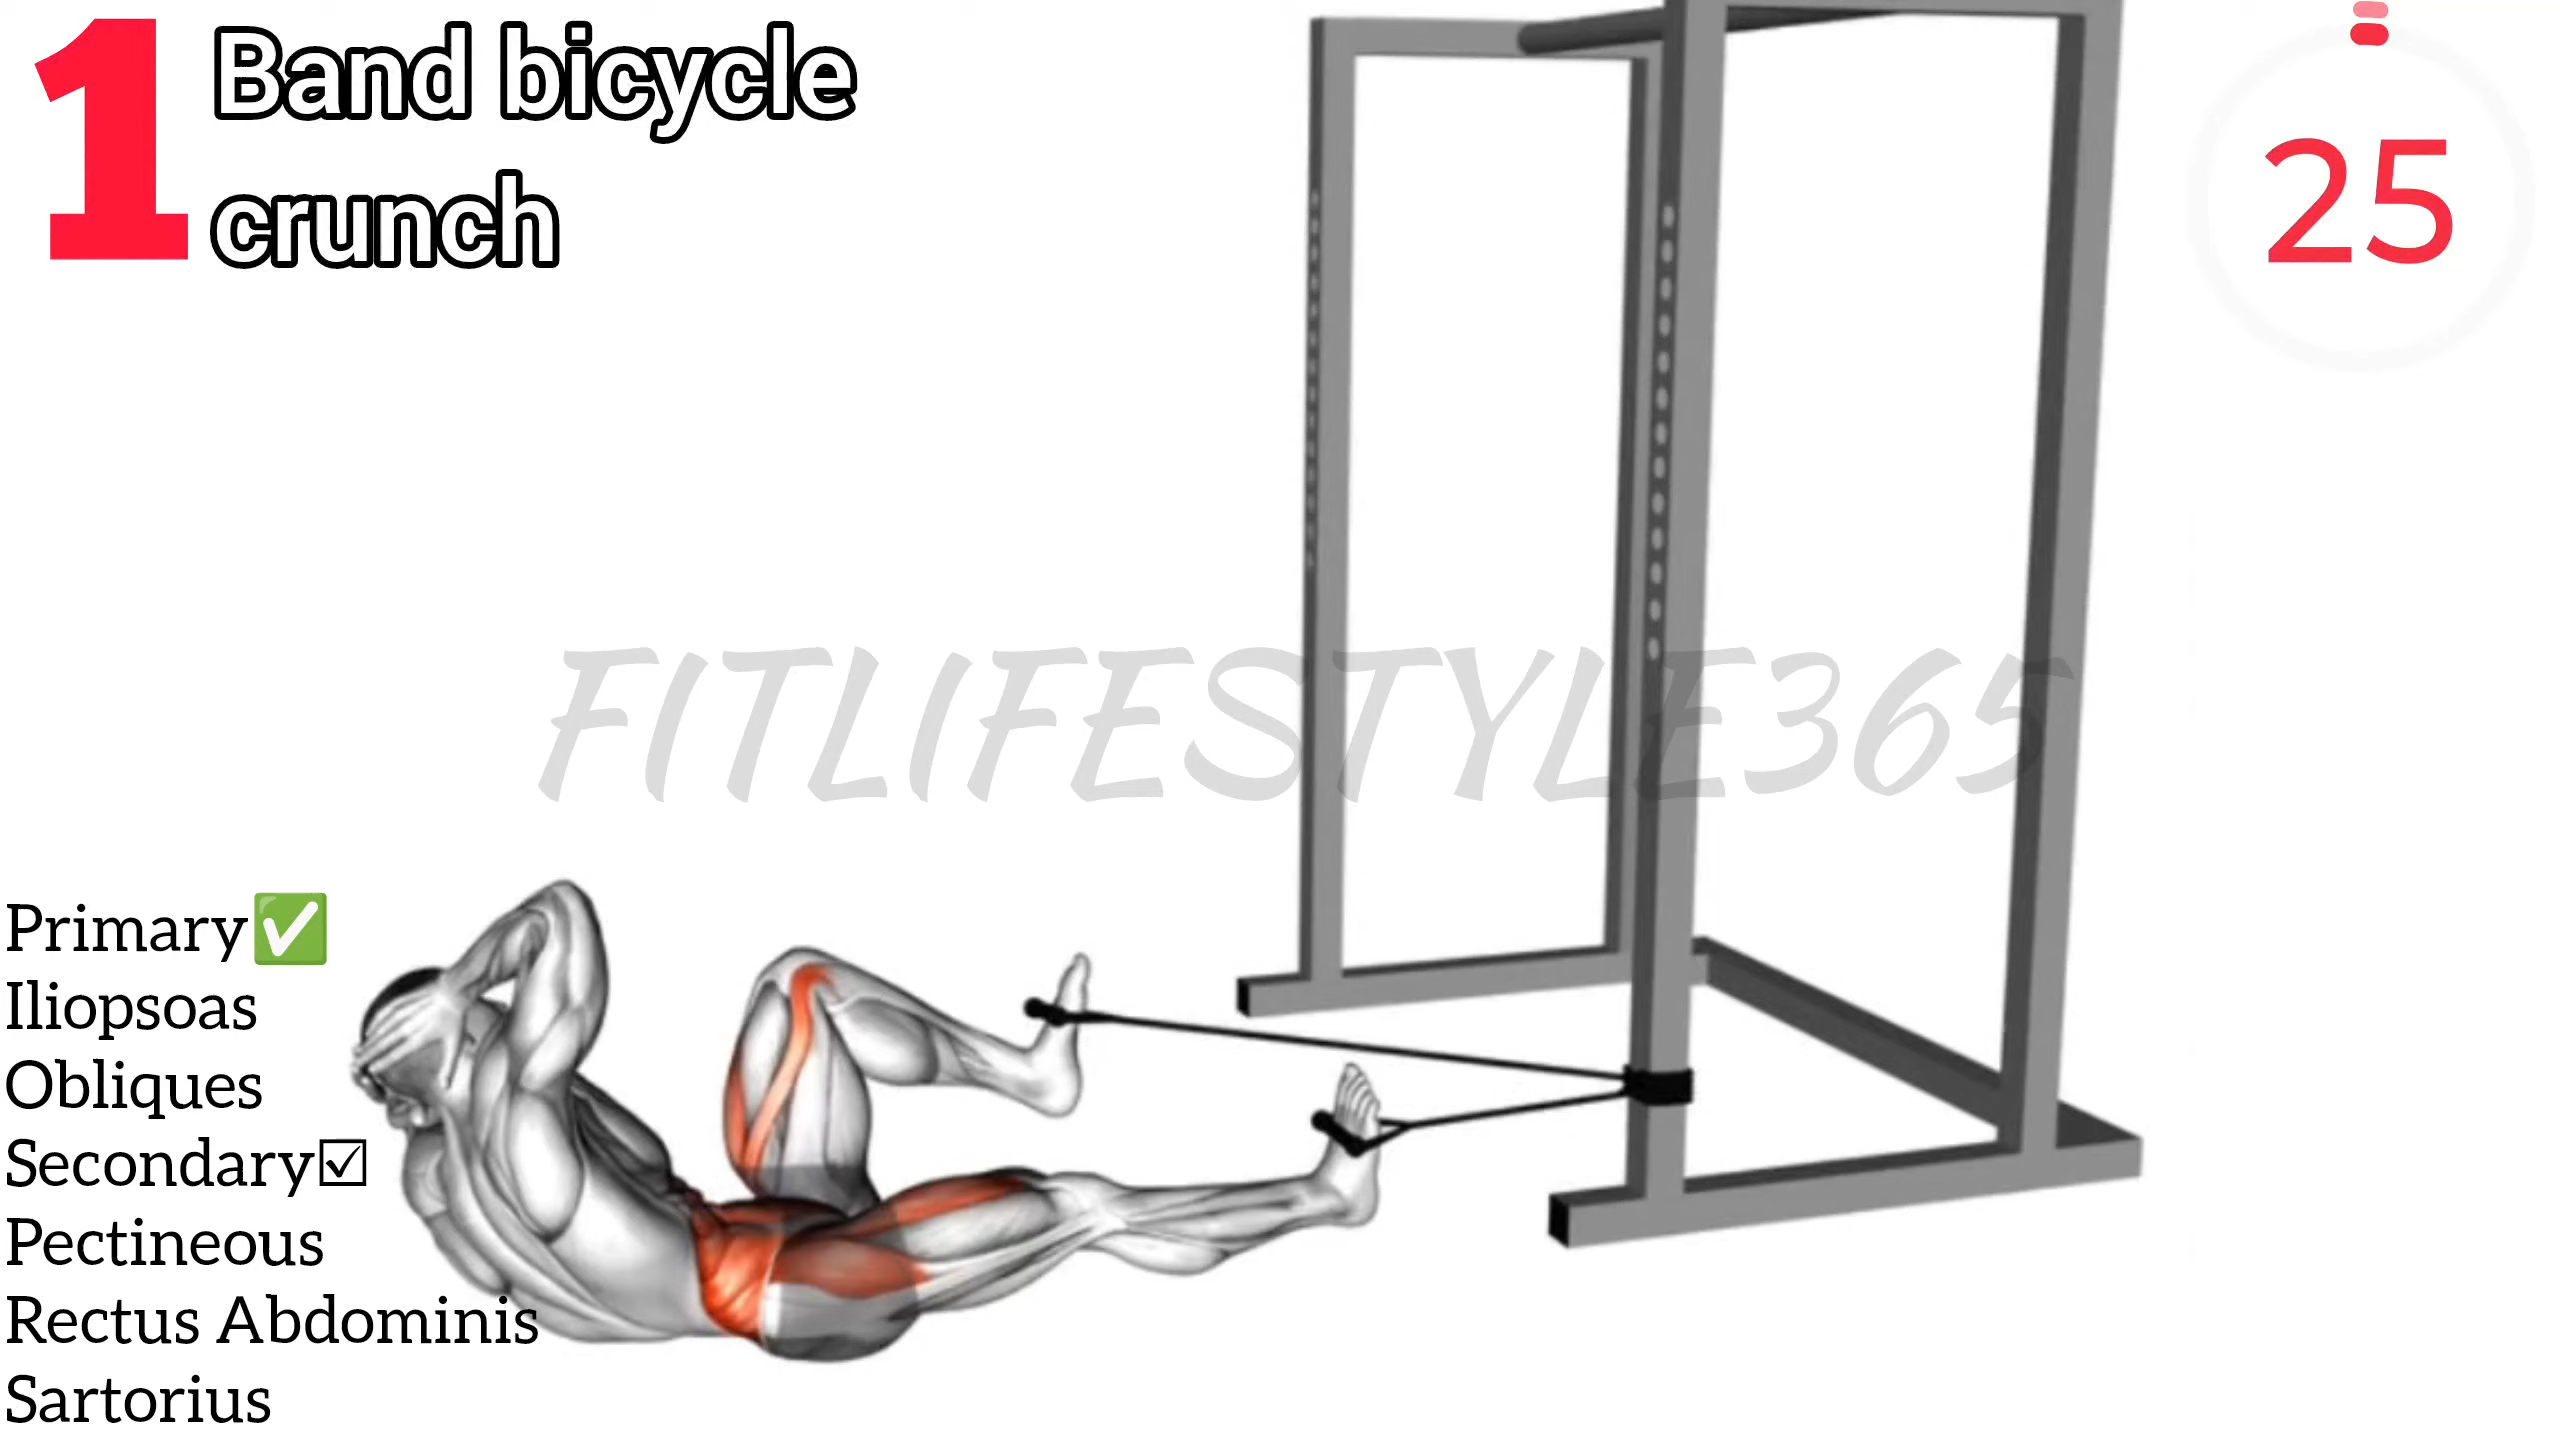 1
Band bicycle
crunch
25
FITLIFESTYLE365
Primary✅
Iliopsoas
Obliques
Secondary☑
Pectineous
Rectus Abdominis
Sartorius